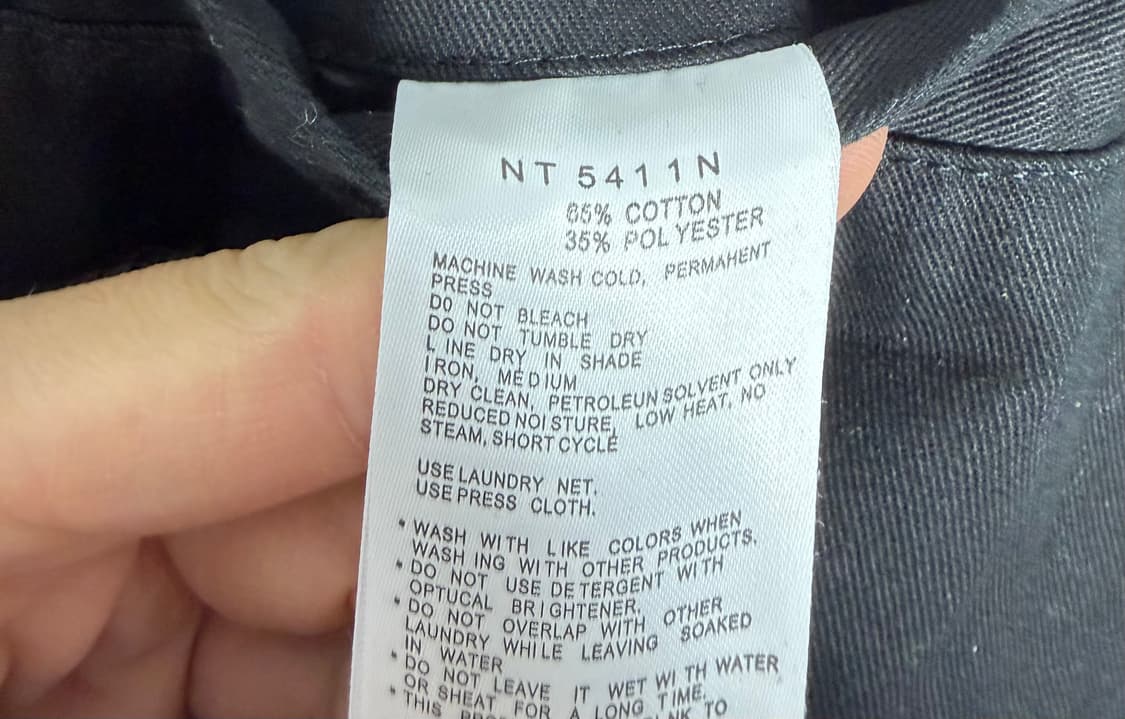 NT 5411N
65% COTTON
35% POLYESTER
MACHINE WASH COLD, PERMAHENT
PRESS
DO NOT BLEACH
DO NOT TUMBLE DRY
LINE DRY IN SHADE
IRON, MEDIUM
DRY CLEAN, PETROLEUN SOLVENT ONLY
REDUCED NOISTURE, LOW HEAT, NO
STEAM, SHORT CYCLE
USE LAUNDRY NET.
USE PRESS CLOTH.
* WASH WITH LIKE COLORS WHEN
WASHING WITH OTHER PRODUCTS.
* DO NOT USE DETERGENT WITH
OPTUCAL BRIGHTENER.
* DO NOT OVERLAP WITH OTHER
LAUNDRY WHILE LEAVING SOAKED
IN WATER
* DO NOT LEAVE IT WET WITH WATER
OR SHEAT FOR A LONG TIME.
* THIS TO